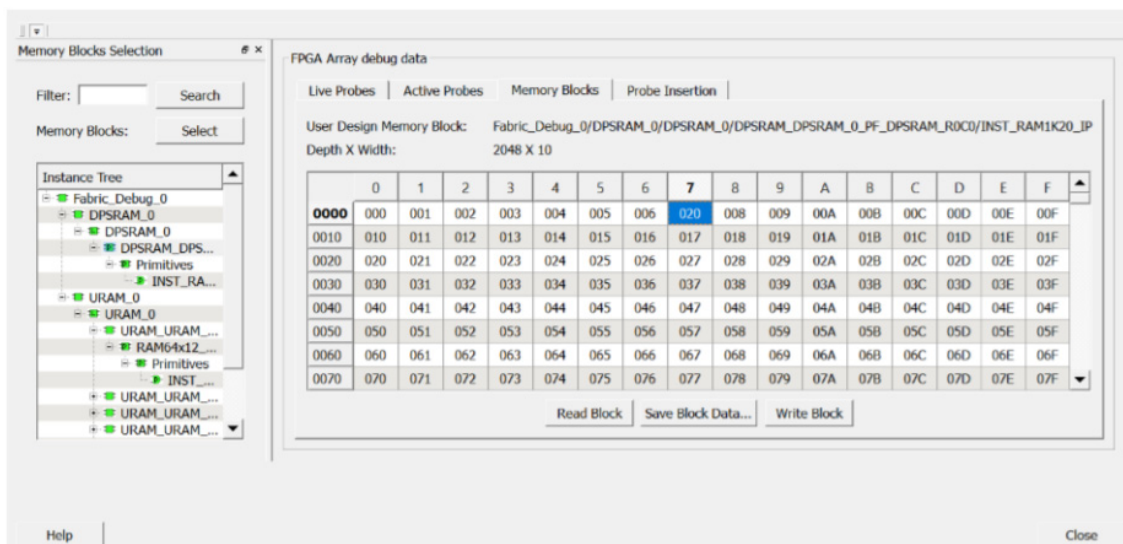 Memory Blocks Selection
Filter: Search
Memory Blocks: Select
Instance Tree
Fabric_Debug_0
DPSRAM_0
DPSRAM_0
DPSRAM_DPS...
Primitives
INST_RA...
URAM_0
URAM_0
URAM_URAM_...
RAM64x12_...
Primitives
INST_...
URAM_URAM_...
URAM_URAM_...
URAM_URAM_...
FPGA Array debug data
Live Probes Active Probes Memory Blocks Probe Insertion
User Design Memory Block: Fabric_Debug_0/DPSRAM_0/DPSRAM_0/DPSRAM_DPSRAM_0_PF_DPSRAM_R0C0/INST_RAM1K20_IP
Depth X Width: 2048 X 10
0 1 2 3 4 5 6 7 8 9 A B C D E F
0000 000 001 002 003 004 005 006 020 008 009 00A 00B 00C 00D 00E 00F
0010 010 011 012 013 014 015 016 017 018 019 01A 01B 01C 01D 01E 01F
0020 020 021 022 023 024 025 026 027 028 029 02A 02B 02C 02D 02E 02F
0030 030 031 032 033 034 035 036 037 038 039 03A 03B 03C 03D 03E 03F
0040 040 041 042 043 044 045 046 047 048 049 04A 04B 04C 04D 04E 04F
0050 050 051 052 053 054 055 056 057 058 059 05A 05B 05C 05D 05E 05F
0060 060 061 062 063 064 065 066 067 068 069 06A 06B 06C 06D 06E 06F
0070 070 071 072 073 074 075 076 077 078 079 07A 07B 07C 07D 07E 07F
Read Block Save Block Data... Write Block
Help Close